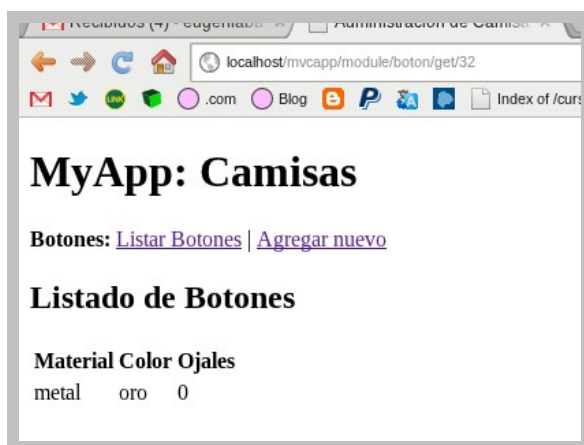 Recibidos (4) - eugeniaba
Administración de Camisa
localhost/mvcapp/module/boton/get/32
LINK .com Blog Index of /curs
MyApp: Camisas
Botones: Listar Botones | Agregar nuevo
Listado de Botones
Material Color Ojales
metal oro 0